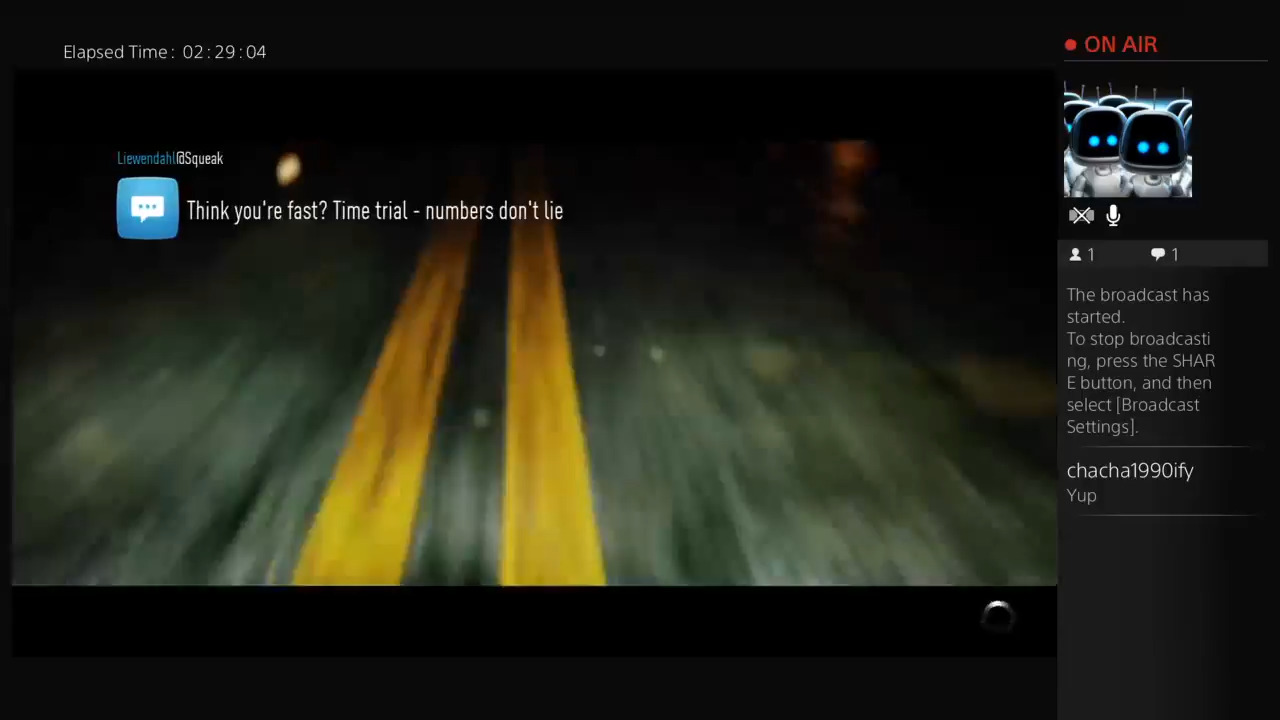 Elapsed Time: 02:29:04
ON AIR
Liewendahl@Squeak
Think you're fast? Time trial - numbers don't lie
1 1
The broadcast has
started.
To stop broadcasti
ng, press the SHAR
E button, and then
select [Broadcast
Settings].
chacha1990ify
Yup